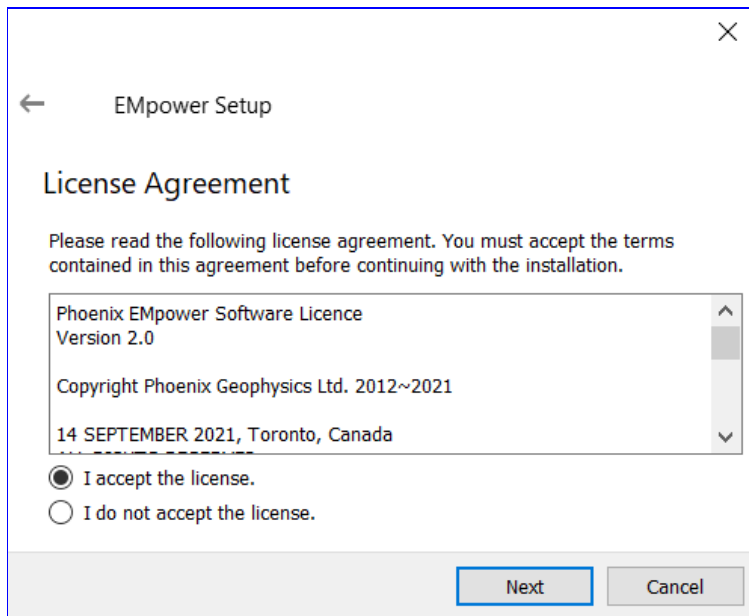 EMpower Setup
License Agreement
Please read the following license agreement. You must accept the terms
contained in this agreement before continuing with the installation.
Phoenix EMpower Software Licence
Version 2.0
Copyright Phoenix Geophysics Ltd. 2012~2021
14 SEPTEMBER 2021, Toronto, Canada
I accept the license.
I do not accept the license.
Next
Cancel